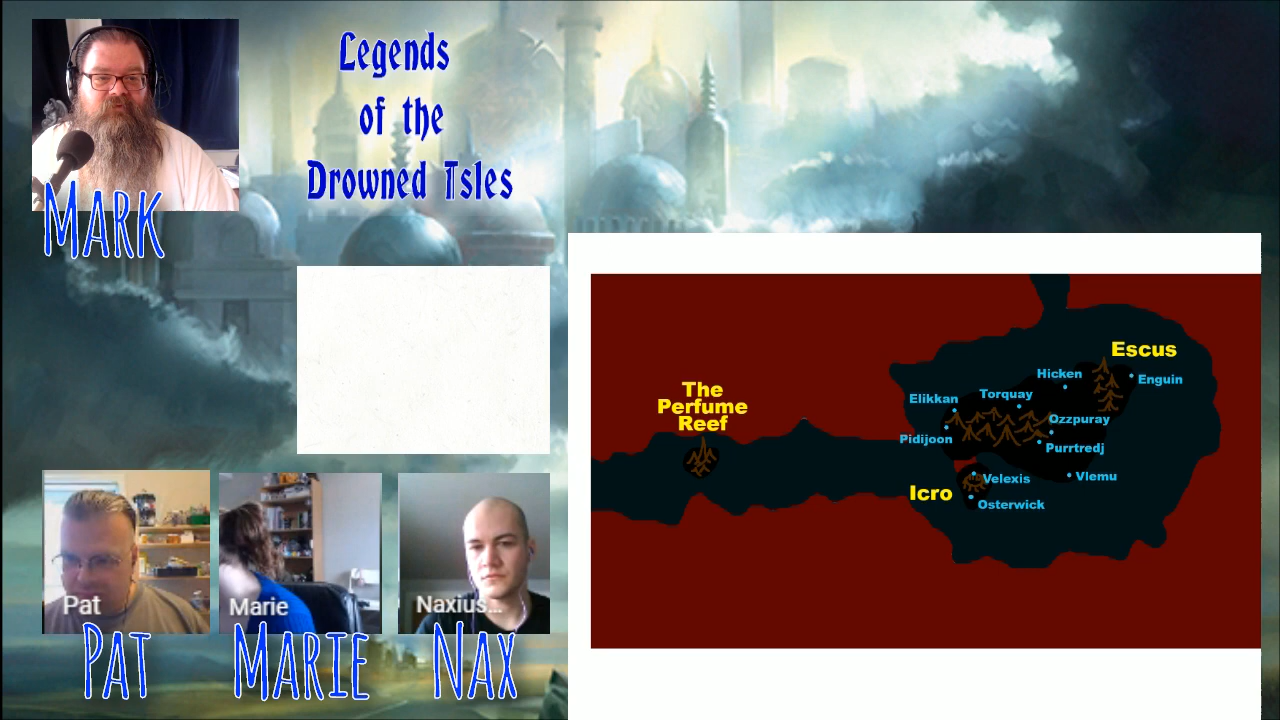 Legends
of the
Drowned Isles
MARK
The
Perfume
Reef
Escus
Hicken
Enguin
Elikkan
Torquay
Ozzpuray
Pidijoon
Purrtredj
Velexis
Vlemu
Icro
Osterwick
Pat
Marie
Naxius...
PAT
MARIE
NAX